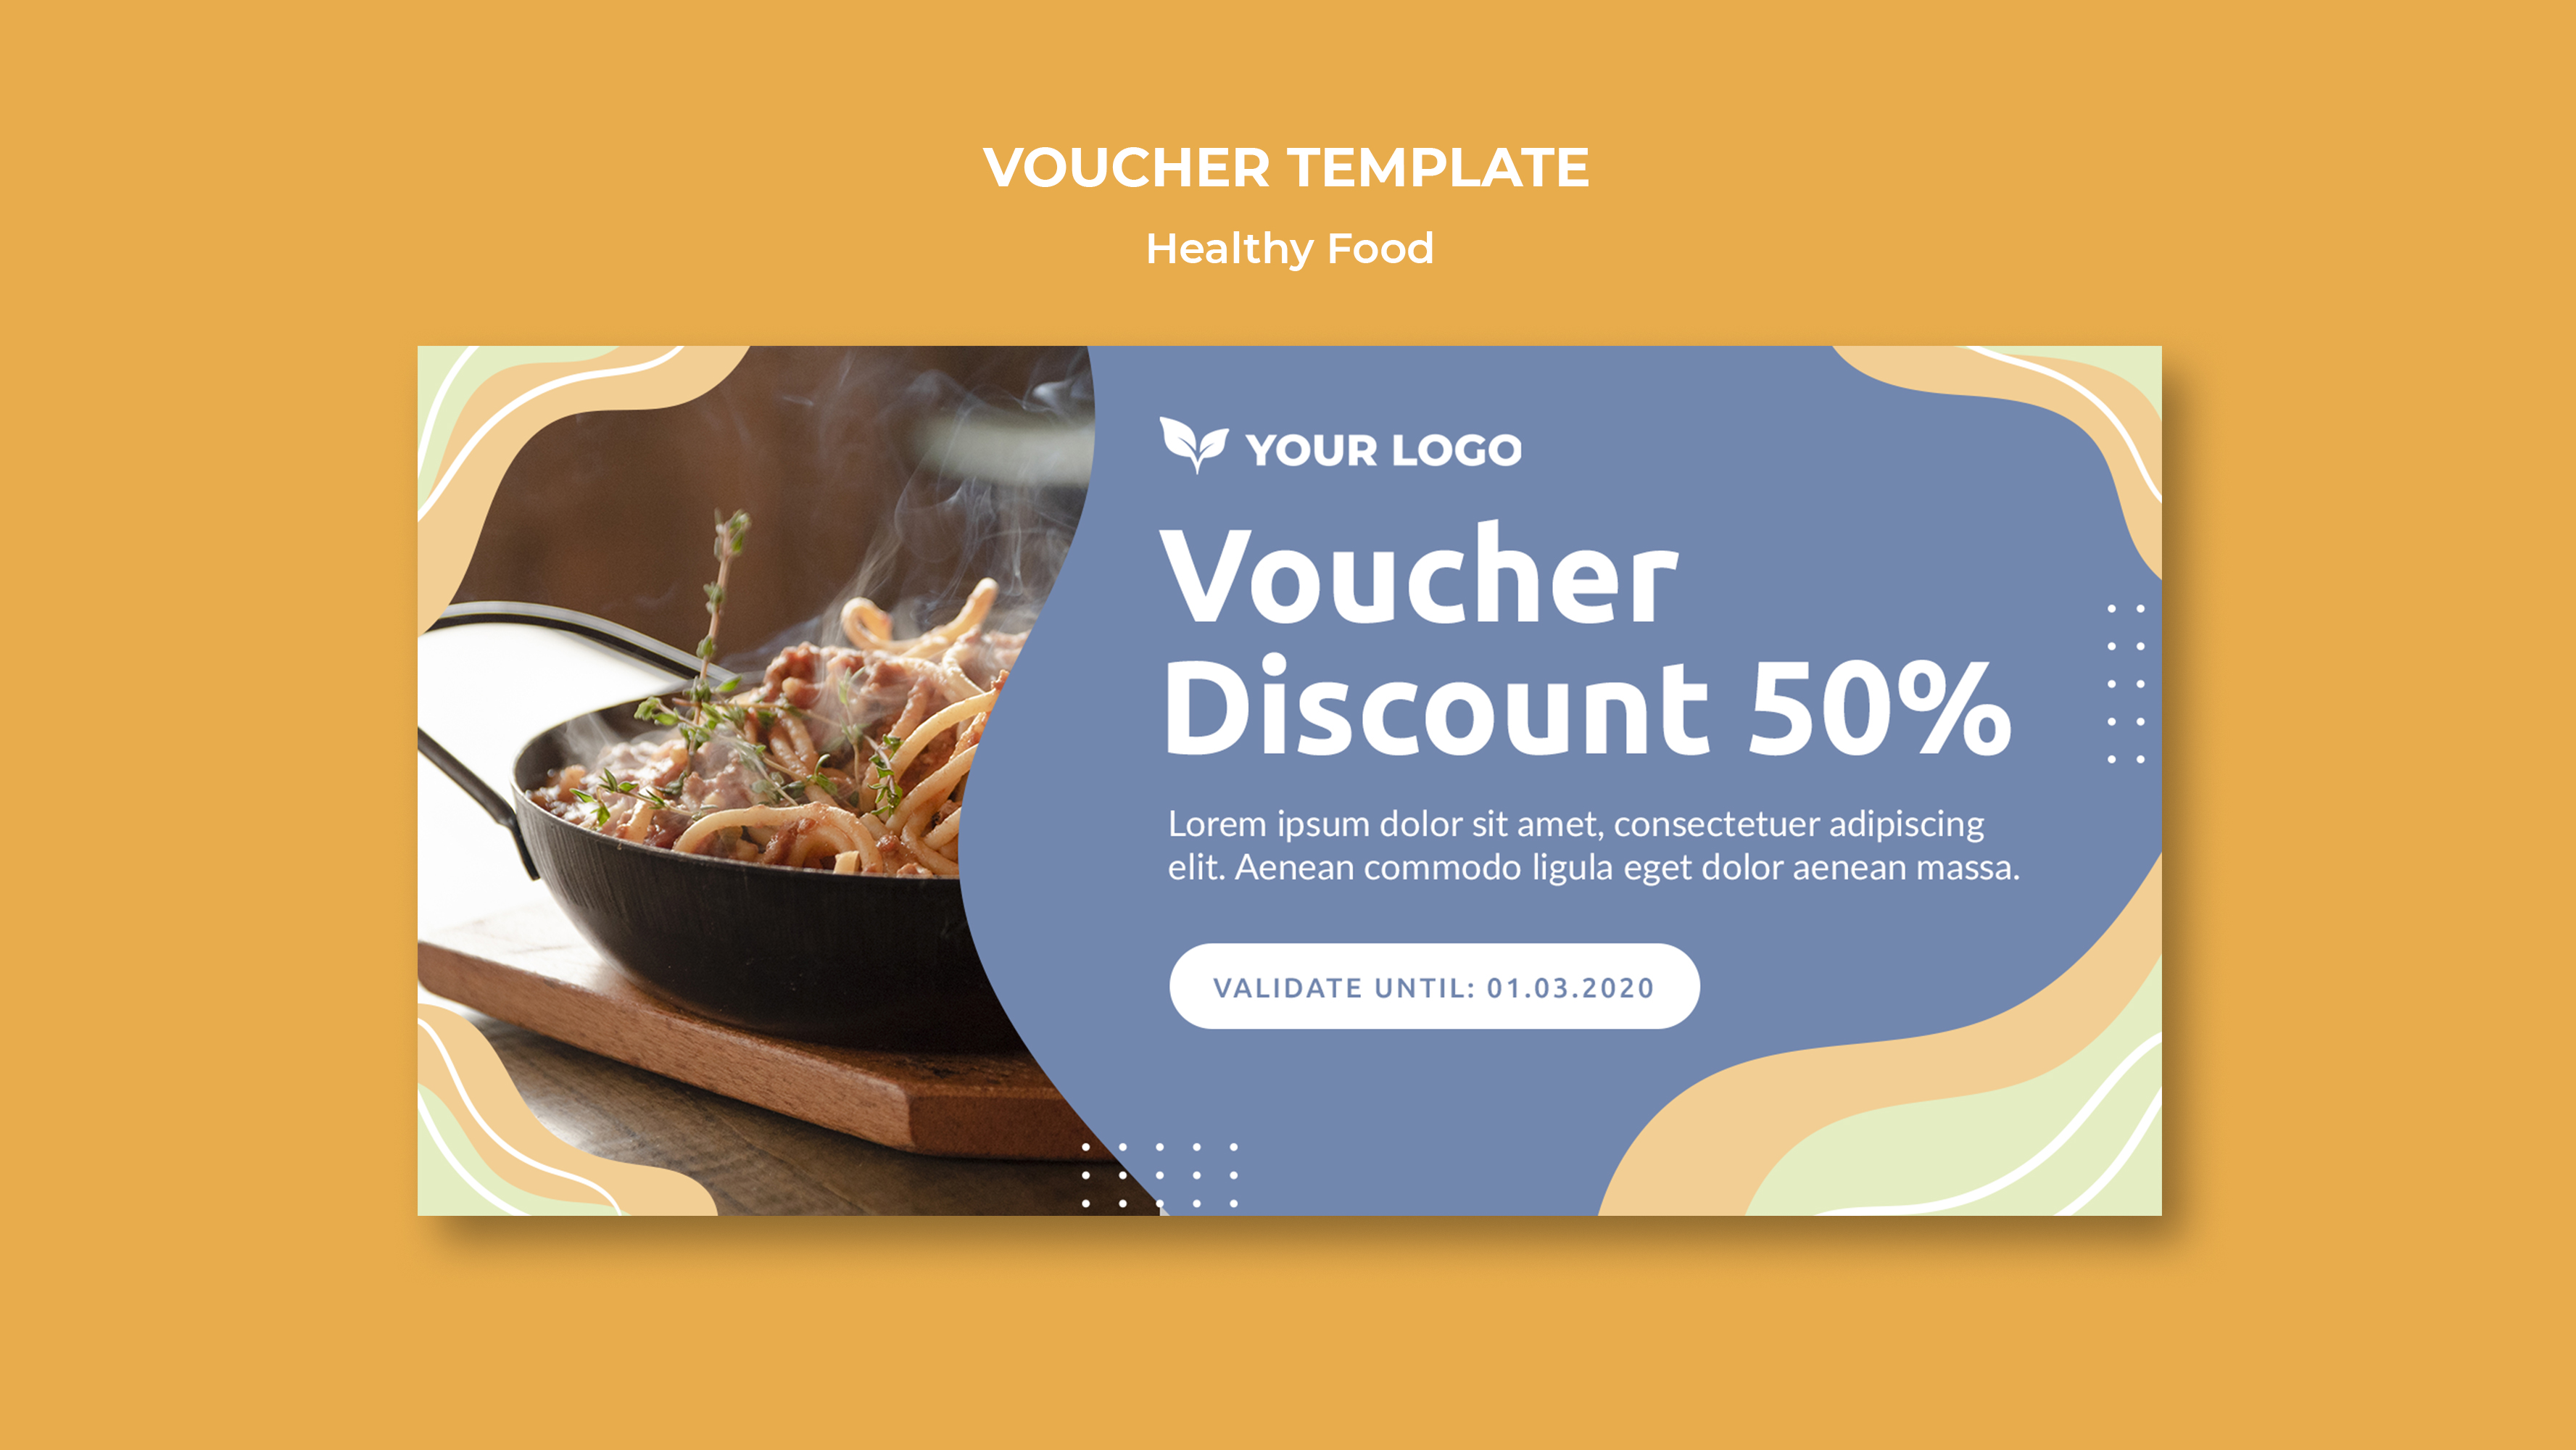 VOUCHER TEMPLATE
Healthy Food
YOUR LOGO
Voucher
Discount 50%
Lorem ipsum dolor sit amet, consectetuer adipiscing
elit. Aenean commodo ligula eget dolor aenean massa.
VALIDATE UNTIL: 01.03.2020